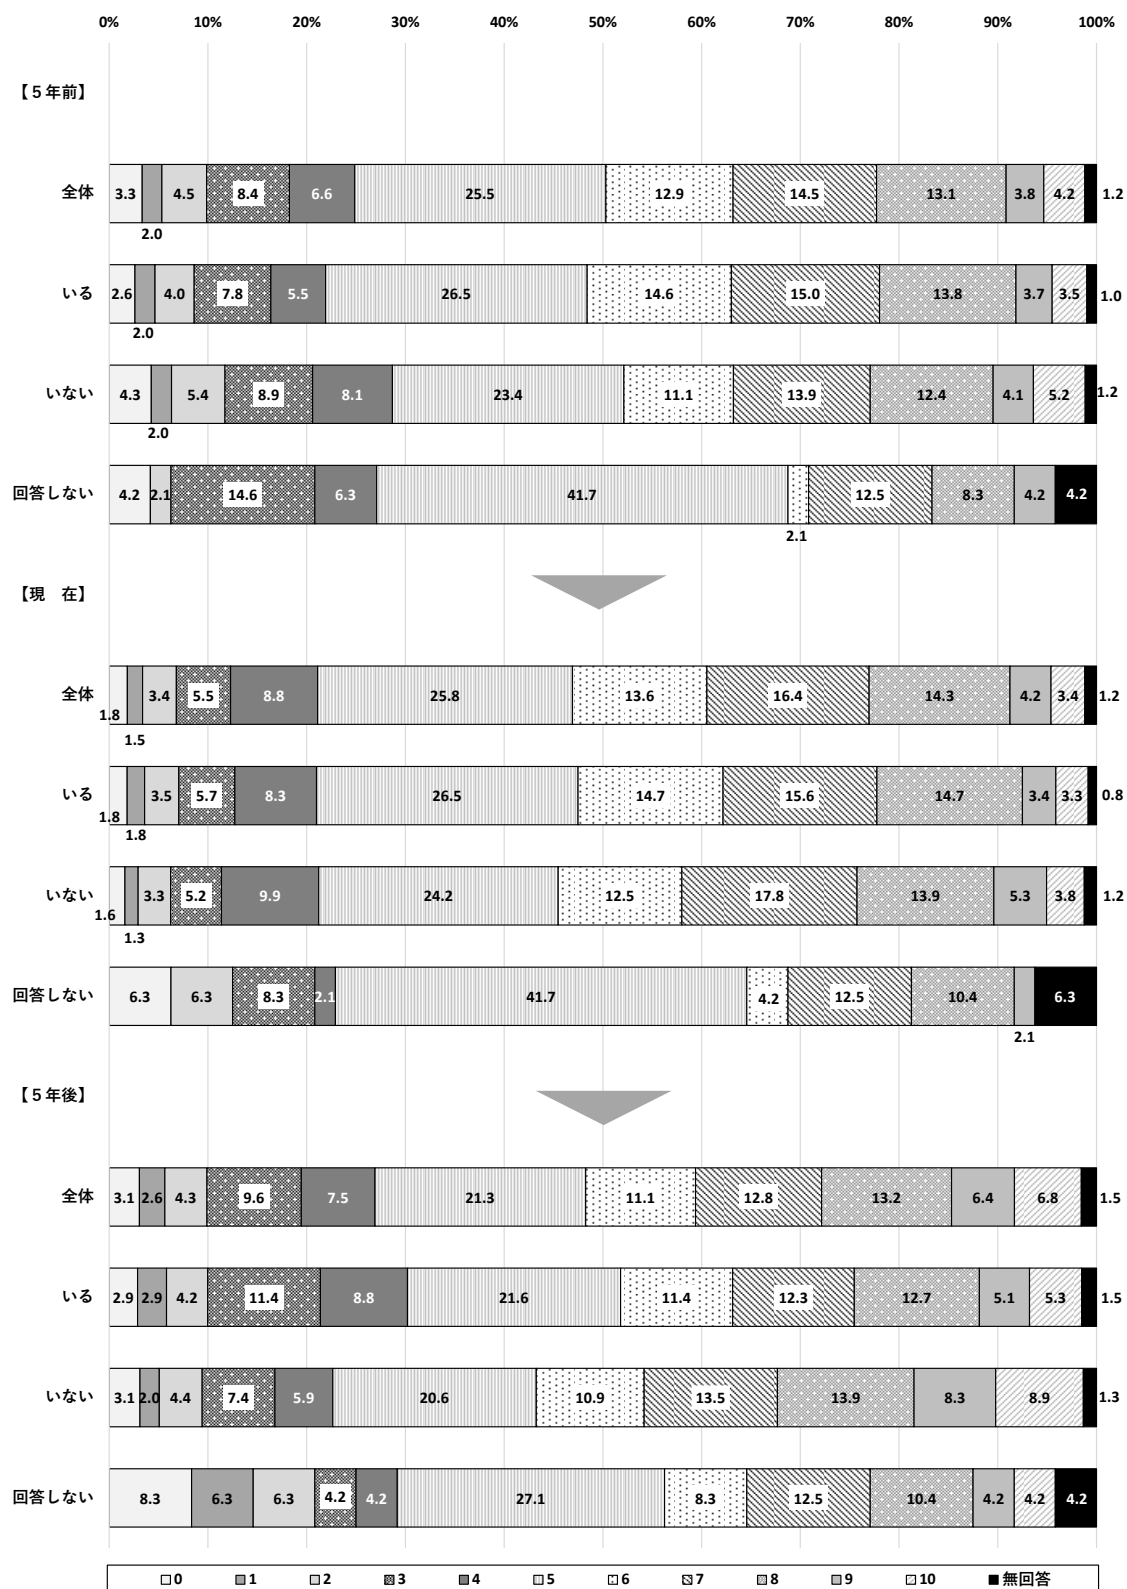 0% 10% 20% 30% 40% 50% 60% 70% 80% 90% 100%
【５年前】
全体 3.3 2.0 4.5 8.4 6.6 25.5 12.9 14.5 13.1 3.8 4.2 1.2
いる 2.6 2.0 4.0 7.8 5.5 26.5 14.6 15.0 13.8 3.7 3.5 1.0
いない 4.3 2.0 5.4 8.9 8.1 23.4 11.1 13.9 12.4 4.1 5.2 1.2
回答しない 4.2 2.1 14.6 6.3 41.7 2.1 12.5 8.3 4.2 4.2
【現　在】
全体 1.8 1.5 3.4 5.5 8.8 25.8 13.6 16.4 14.3 4.2 3.4 1.2
いる 1.8 1.8 3.5 5.7 8.3 26.5 14.7 15.6 14.7 3.4 3.3 0.8
いない 1.6 1.3 3.3 5.2 9.9 24.2 12.5 17.8 13.9 5.3 3.8 1.2
回答しない 6.3 6.3 8.3 2.1 41.7 4.2 12.5 10.4 2.1 6.3
【５年後】
全体 3.1 2.6 4.3 9.6 7.5 21.3 11.1 12.8 13.2 6.4 6.8 1.5
いる 2.9 2.9 4.2 11.4 8.8 21.6 11.4 12.3 12.7 5.1 5.3 1.5
いない 3.1 2.0 4.4 7.4 5.9 20.6 10.9 13.5 13.9 8.3 8.9 1.3
回答しない 8.3 6.3 6.3 4.2 4.2 27.1 8.3 12.5 10.4 4.2 4.2 4.2
0 1 2 3 4 5 6 7 8 9 10 無回答